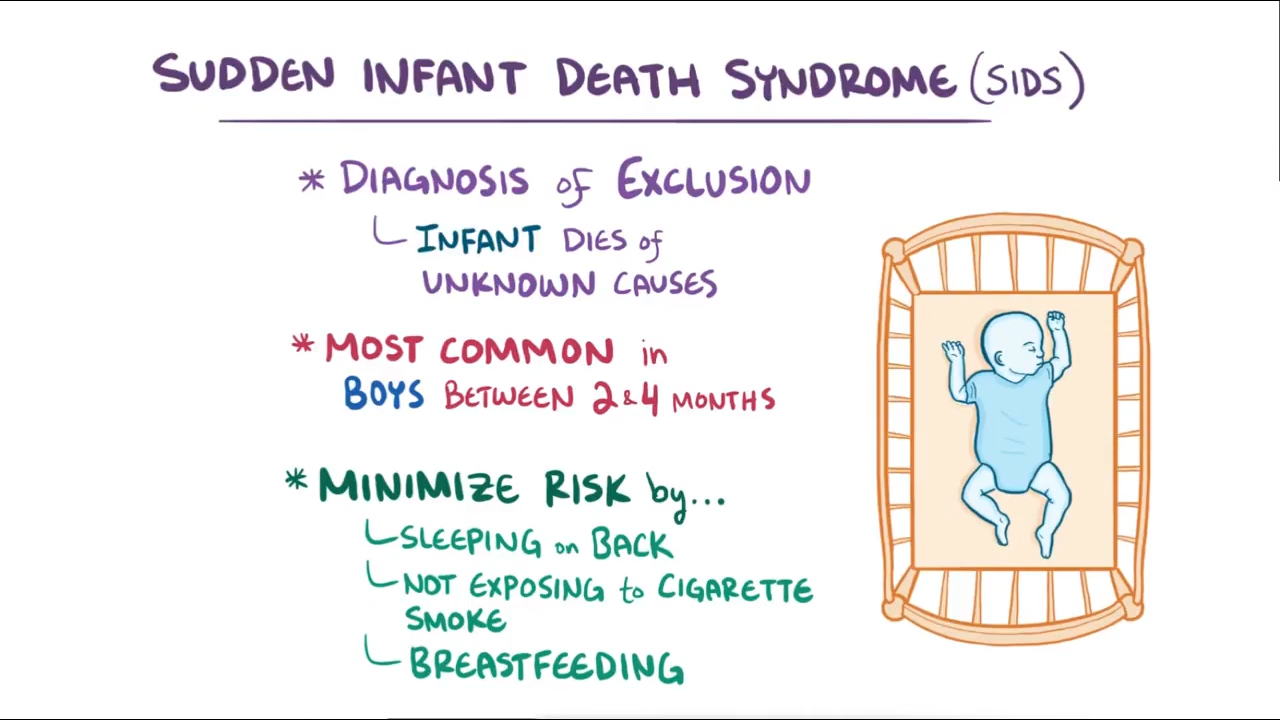 SUDDEN INFANT DEATH SYNDROME (SIDS)
* DIAGNOSIS of EXCLUSION
INFANT DIES of
UNKNOWN CAUSES
* MOST COMMON in
BOYS BETWEEN 2 & 4 MONTHS
* MINIMIZE RISK by...
SLEEPING on BACK
NOT EXPOSING to CIGARETTE
SMOKE
BREASTFEEDING